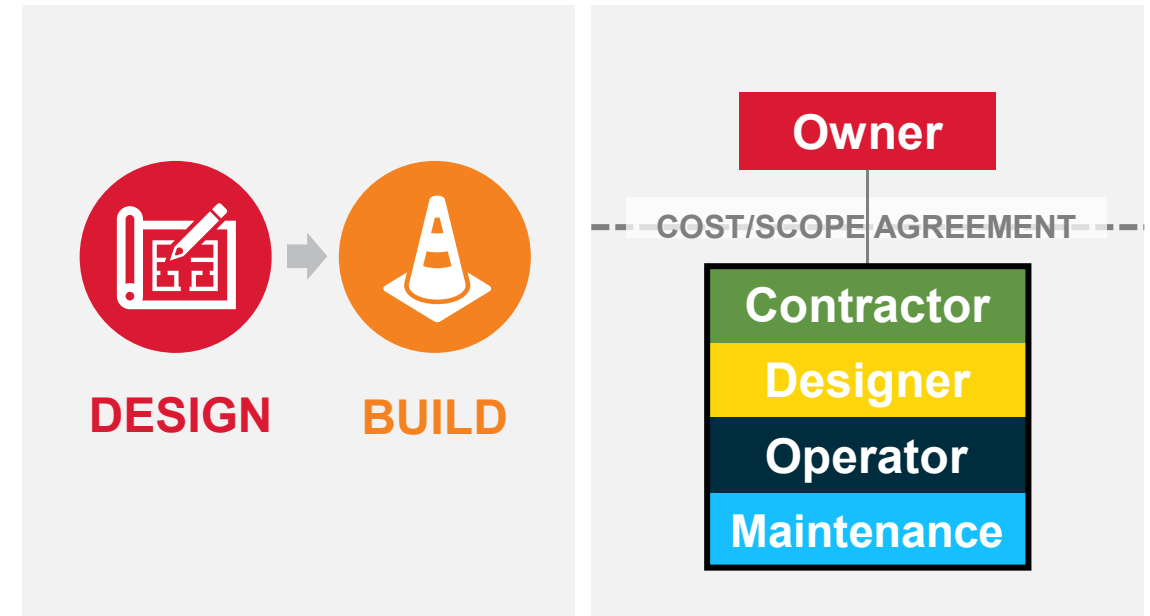 DESIGN
BUILD
Owner
COST/SCOPE AGREEMENT
Contractor
Designer
Operator
Maintenance